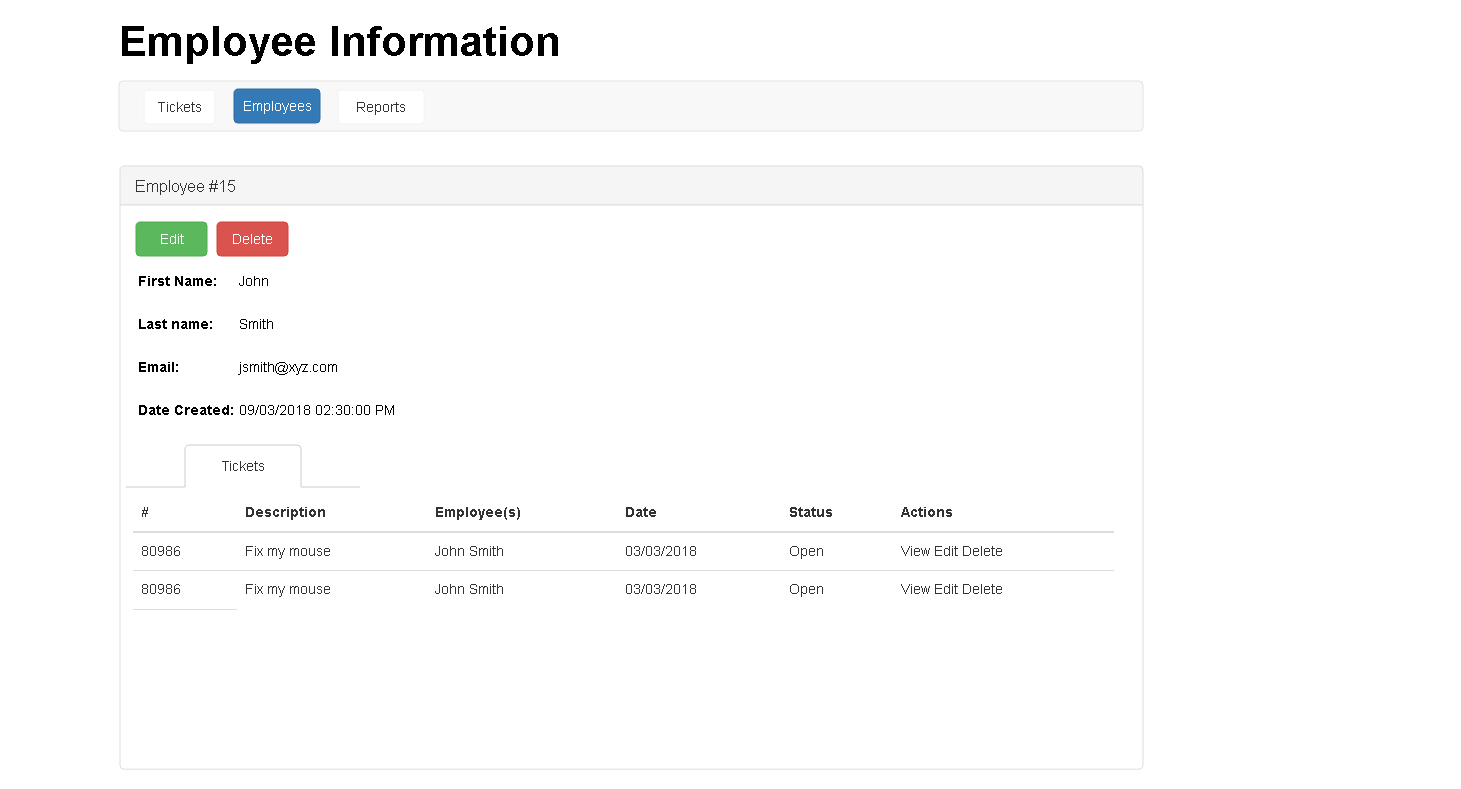 Employee Information
Tickets Employees Reports
Employee #15
Edit Delete
First Name: John
Last name: Smith
Email: jsmith@xyz.com
Date Created: 09/03/2018 02:30:00 PM
Tickets
# Description Employee(s) Date Status Actions
80986 Fix my mouse John Smith 03/03/2018 Open View Edit Delete
80986 Fix my mouse John Smith 03/03/2018 Open View Edit Delete